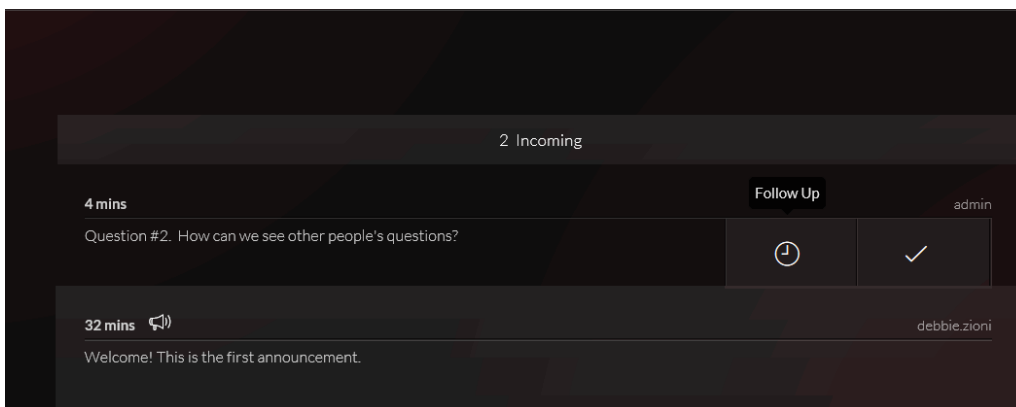 2 Incoming
Follow Up
4 mins
admin
Question #2. How can we see other people's questions?
32 mins
debbie.zioni
Welcome! This is the first announcement.